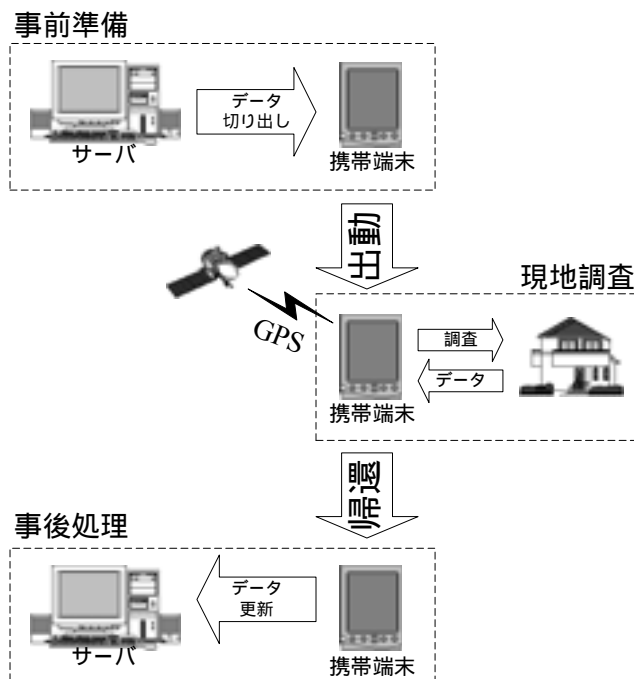 事前準備
データ
切り出し
サーバ
携帯端末
出動
現地調査
GPS
調査
データ
携帯端末
帰還
事後処理
データ
更新
サーバ
携帯端末